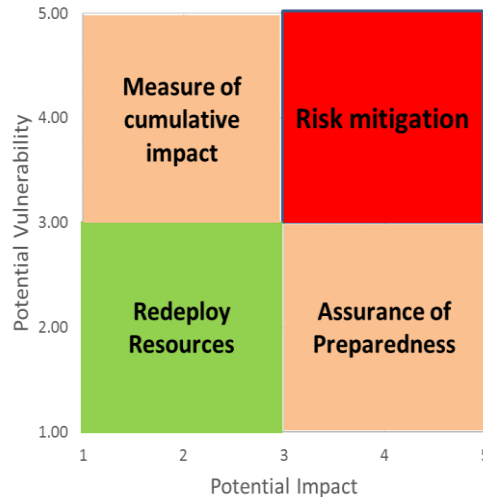 5.00
Measure of
cumulative
impact
Risk mitigation
4.00
Potential Vulnerability
3.00
Redeploy
Resources
Assurance of
Preparedness
2.00
1.00
1 2 3 4 5
Potential Impact